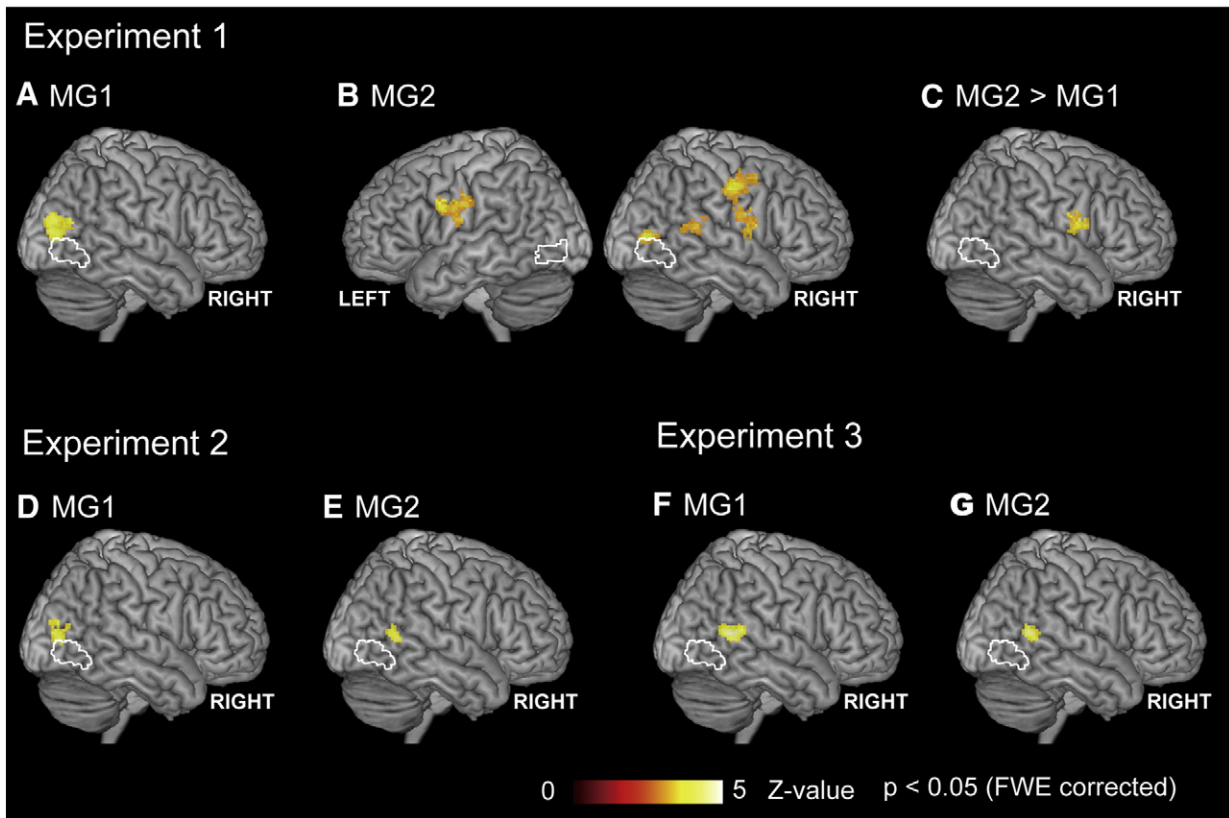 Experiment 1
A MG1
B MG2
C MG2 > MG1
RIGHT
LEFT
RIGHT
RIGHT
Experiment 2
Experiment 3
D MG1
E MG2
F MG1
G MG2
RIGHT
RIGHT
RIGHT
RIGHT
0 5 Z-value p < 0.05 (FWE corrected)